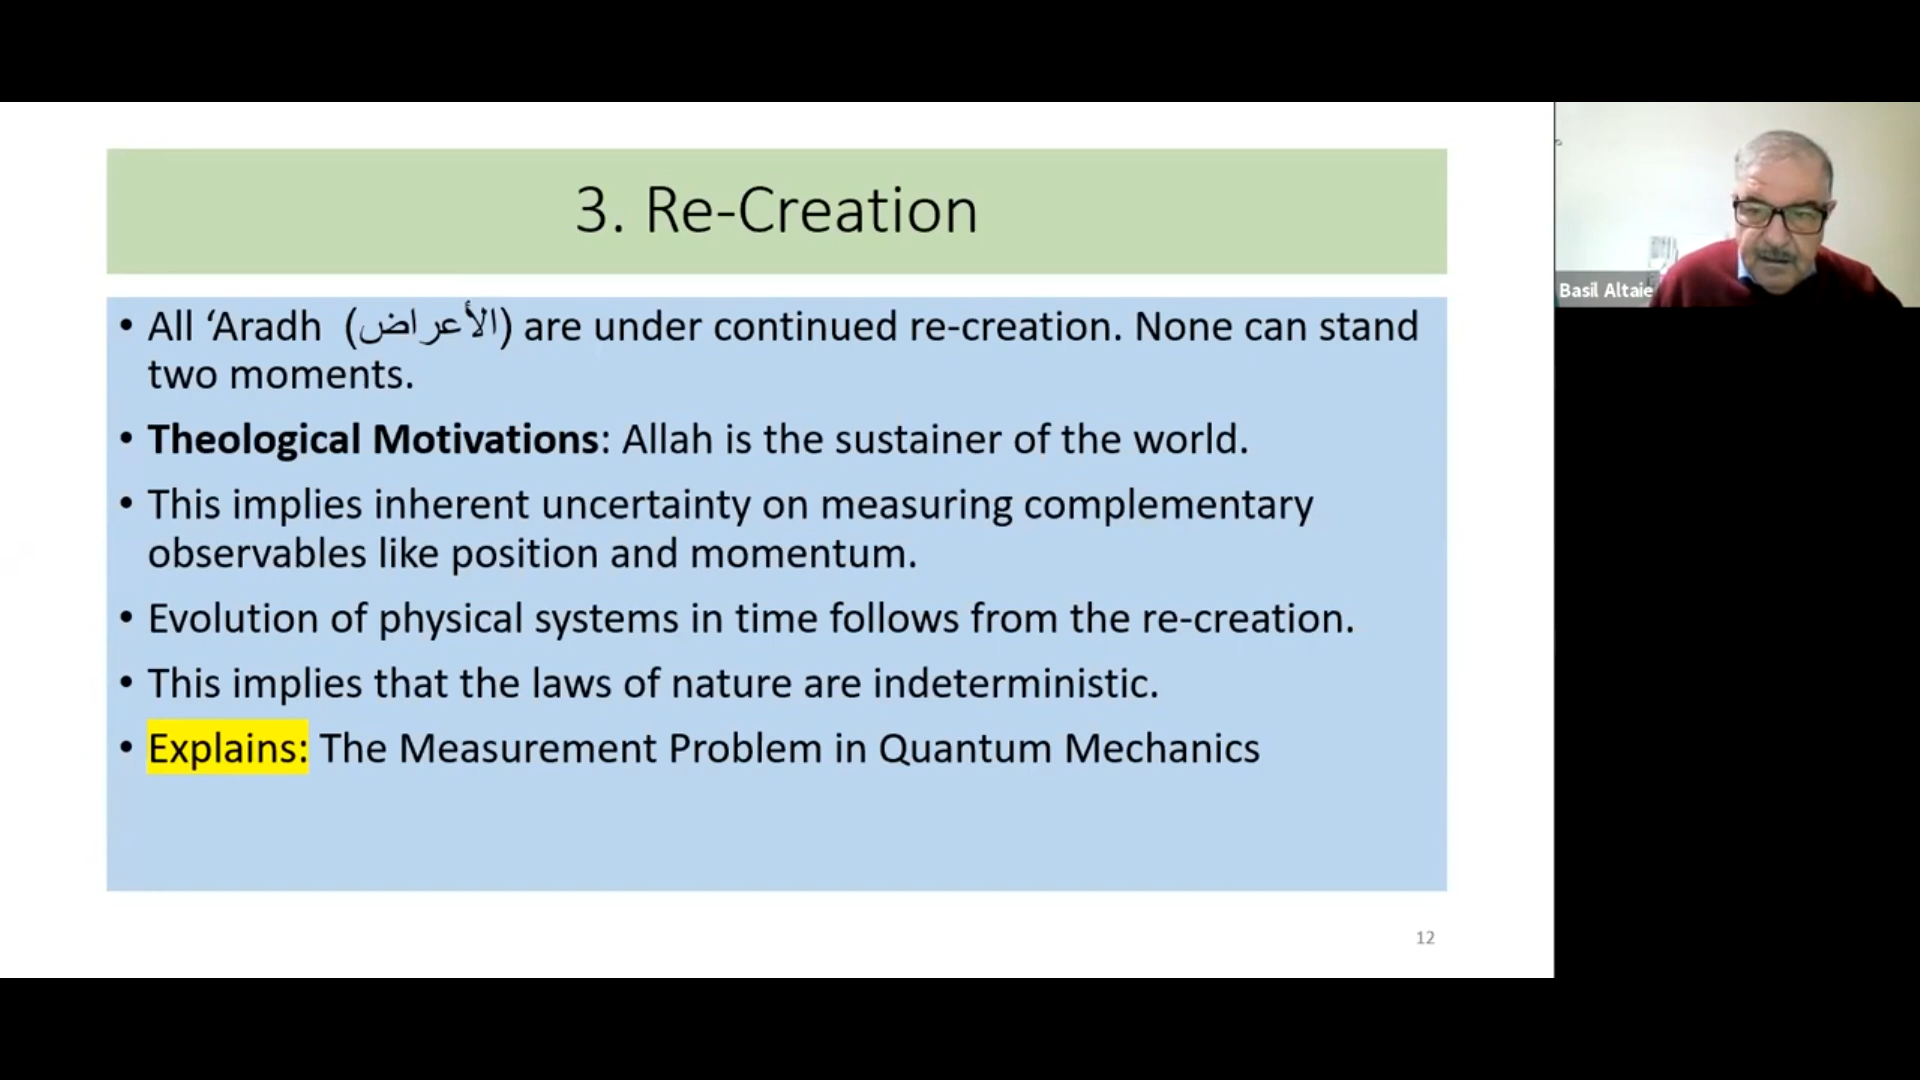 3. Re-Creation
• All ‘Aradh (الأعراض) are under continued re-creation. None can stand
two moments.
• Theological Motivations: Allah is the sustainer of the world.
• This implies inherent uncertainty on measuring complementary
observables like position and momentum.
• Evolution of physical systems in time follows from the re-creation.
• This implies that the laws of nature are indeterministic.
• Explains: The Measurement Problem in Quantum Mechanics
12
Basil Altaie